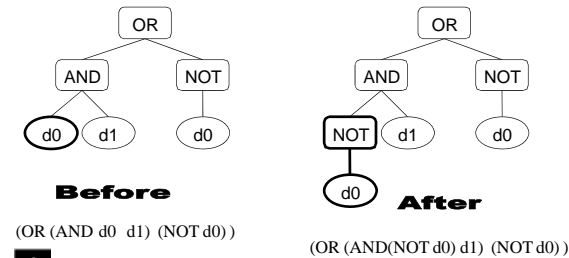 OR
AND NOT
d0 d1 d0
Before
(OR (AND d0 d1) (NOT d0) )
OR
AND NOT
NOT d1 d0
d0
After
(OR (AND(NOT d0) d1) (NOT d0) )